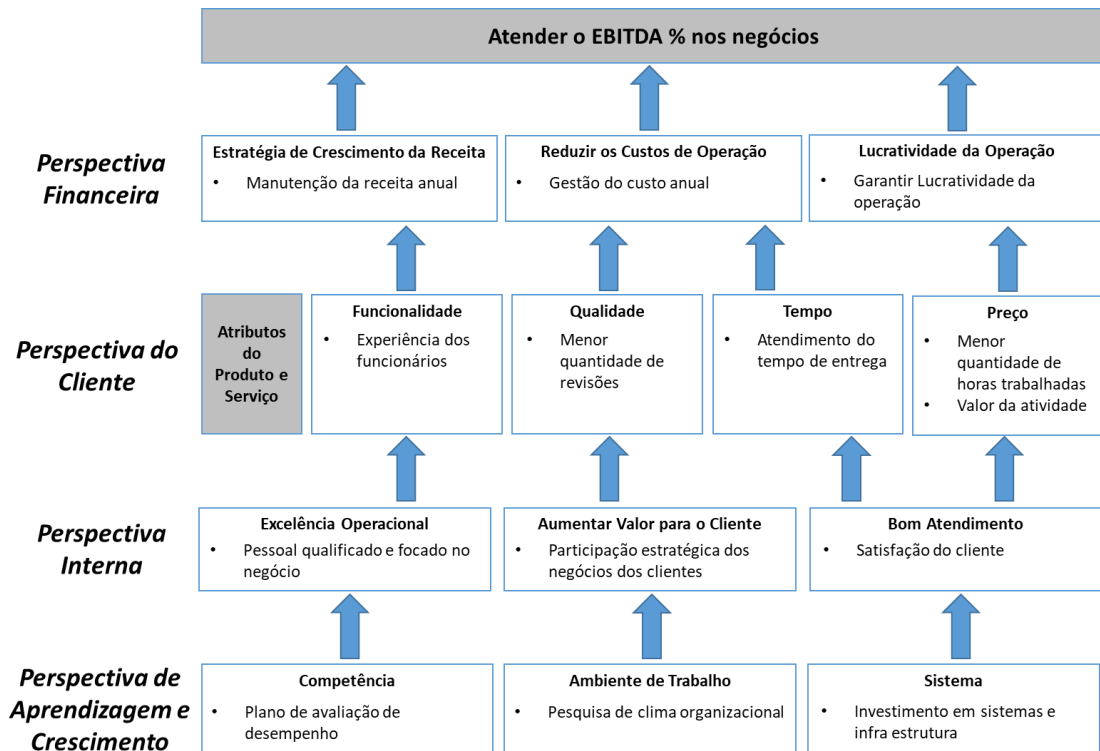 Atender o EBITDA % nos negócios
Perspectiva
Financeira
Estratégia de Crescimento da Receita
• Manutenção da receita anual
Reduzir os Custos de Operação
• Gestão do custo anual
Lucratividade da Operação
• Garantir Lucratividade da
operação
Perspectiva do
Cliente
Atributos
do
Produto e
Serviço
Funcionalidade
• Experiência dos
funcionários
Qualidade
• Menor
quantidade de
revisões
Tempo
• Atendimento do
tempo de entrega
Preço
• Menor
quantidade de
horas trabalhadas
• Valor da atividade
Perspectiva
Interna
Excelência Operacional
• Pessoal qualificado e focado no
negócio
Aumentar Valor para o Cliente
• Participação estratégica dos
negócios dos clientes
Bom Atendimento
• Satisfação do cliente
Perspectiva de
Aprendizagem e
Crescimento
Competência
• Plano de avaliação de
desempenho
Ambiente de Trabalho
• Pesquisa de clima organizacional
Sistema
• Investimento em sistemas e
infra estrutura